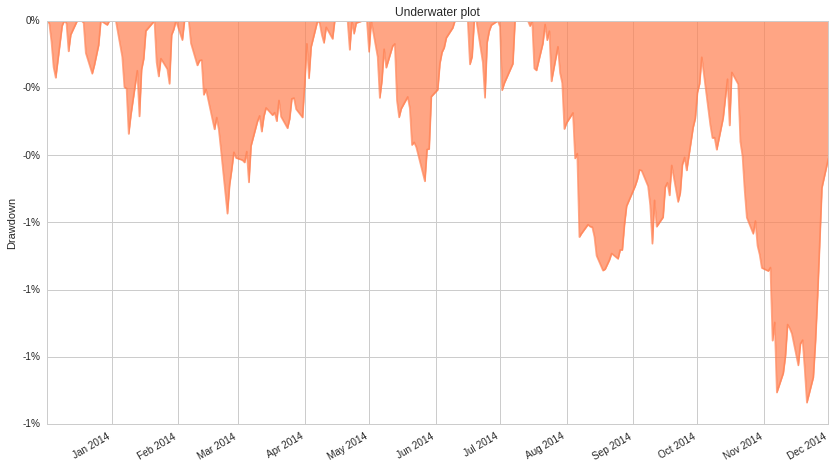 Underwater plot
0%
-0%
-0%
-1%
-1%
-1%
-1%
Drawdown
Jan 2014
Feb 2014
Mar 2014
Apr 2014
May 2014
Jun 2014
Jul 2014
Aug 2014
Sep 2014
Oct 2014
Nov 2014
Dec 2014